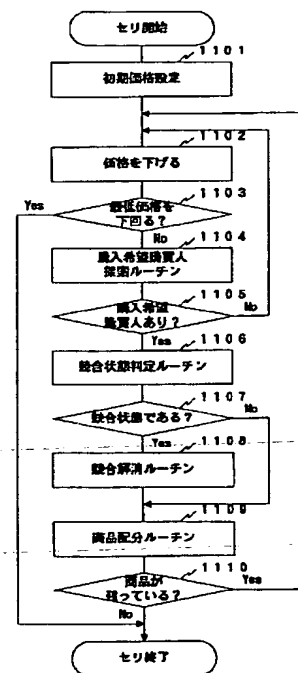 セリ開始
1101
初期価格設定
1102
価格を下げる
1103
Yes
最低価格を
下回る？
No
1104
購入希望購買人
探索ルーチン
1105
購入希望
購買人あり？
No
Yes
1106
競合状態判定ルーチン
1107
競合状態である？
No
Yes
1108
競合解消ルーチン
1109
商品配分ルーチン
1110
商品が
残っている？
Yes
No
セリ終了